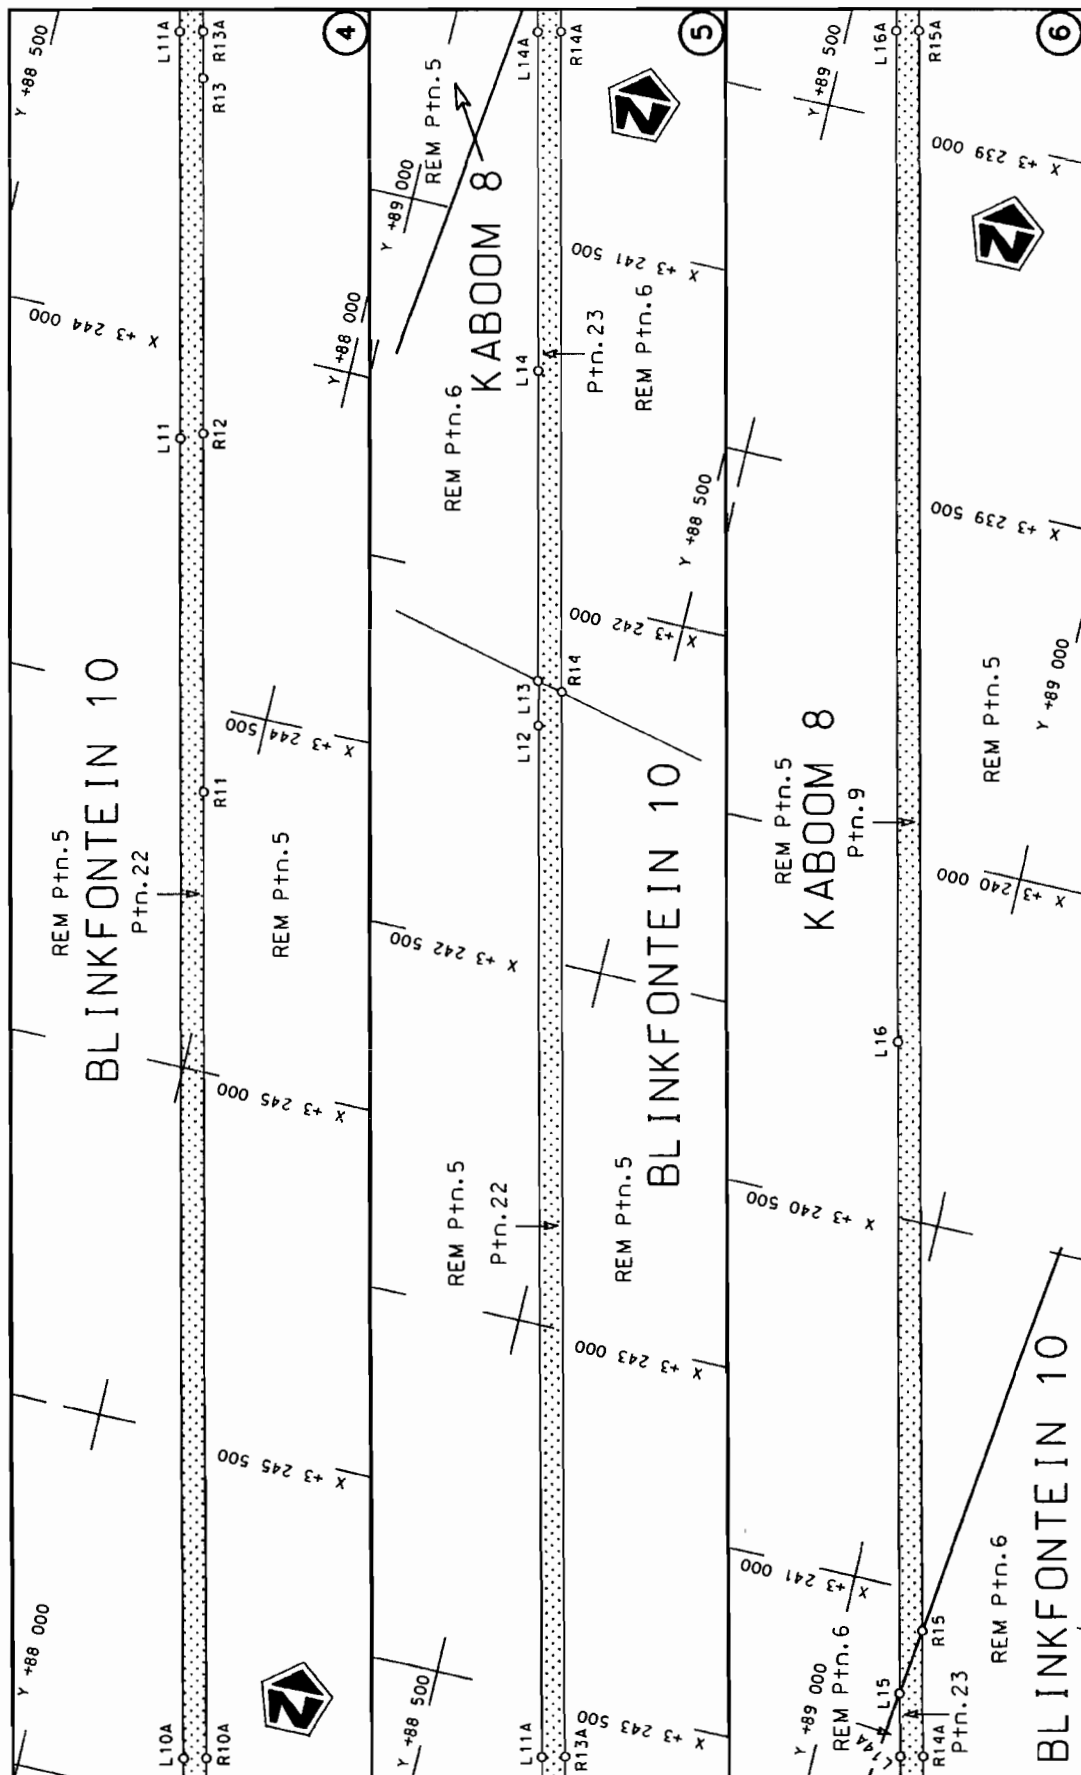 4
Y +88 500
L11A
R13A
R13
X +3 244 000
L11
R12
BLINKFONTEIN 10
REM Ptn.5
Ptn.22
X +3 244 500
R11
REM Ptn.5
X +3 245 000
X +3 245 500
Y +88 000
L10A
R10A
N
5
L14A
R14A
N
REM Ptn.5
Y +89 000
KABOOM 8
X +3 241 500
Y +88 000
L14
Ptn.23
REM Ptn.6
REM Ptn.6
Y +88 500
X +3 242 000
L13
R14
L12
X +3 242 500
BLINKFONTEIN 10
REM Ptn.5
Ptn.22
REM Ptn.5
X +3 243 000
X +3 243 500
Y +88 500
L11A
R13A
6
Y +89 500
L16A
R15A
X +3 239 000
N
X +3 239 500
Y +89 000
REM Ptn.5
REM Ptn.5
KABOOM 8
Ptn.9
X +3 240 000
L16
X +3 240 500
X +3 241 000
REM Ptn.6
Y +89 000
L15
R15
L14A
R14A
Ptn.23
REM Ptn.6
BLINKFONTEIN 10